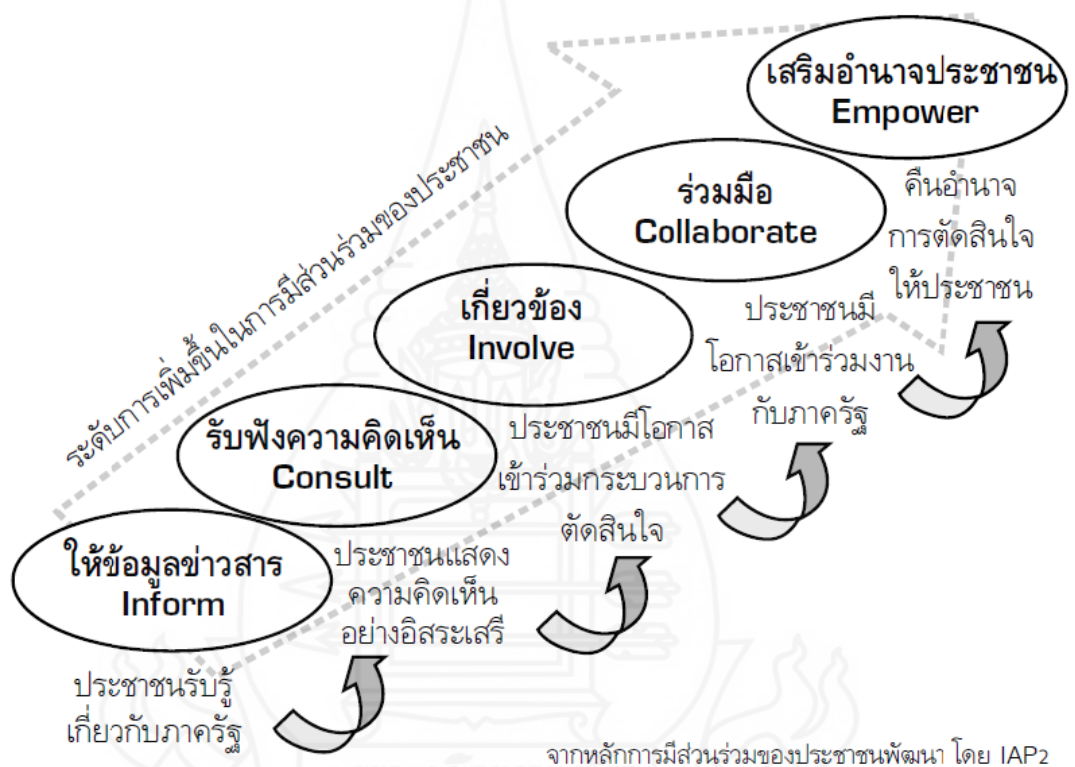 เสริมอำนาจประชาชน
Empower
คืนอำนาจ
การตัดสินใจ
ให้ประชาชน
ร่วมมือ
Collaborate
ประชาชนมี
โอกาสเข้าร่วมงาน
กับภาครัฐ
เกี่ยวข้อง
Involve
ประชาชนมีโอกาส
เข้าร่วมกระบวนการ
ตัดสินใจ
รับฟังความคิดเห็น
Consult
ประชาชนแสดง
ความคิดเห็น
อย่างอิสระเสรี
ให้ข้อมูลข่าวสาร
Inform
ประชาชนรับรู้
เกี่ยวกับภาครัฐ
ระดับการเพิ่มขึ้นในการมีส่วนร่วมของประชาชน
จากหลักการมีส่วนร่วมของประชาชนพัฒนา โดย IAP2